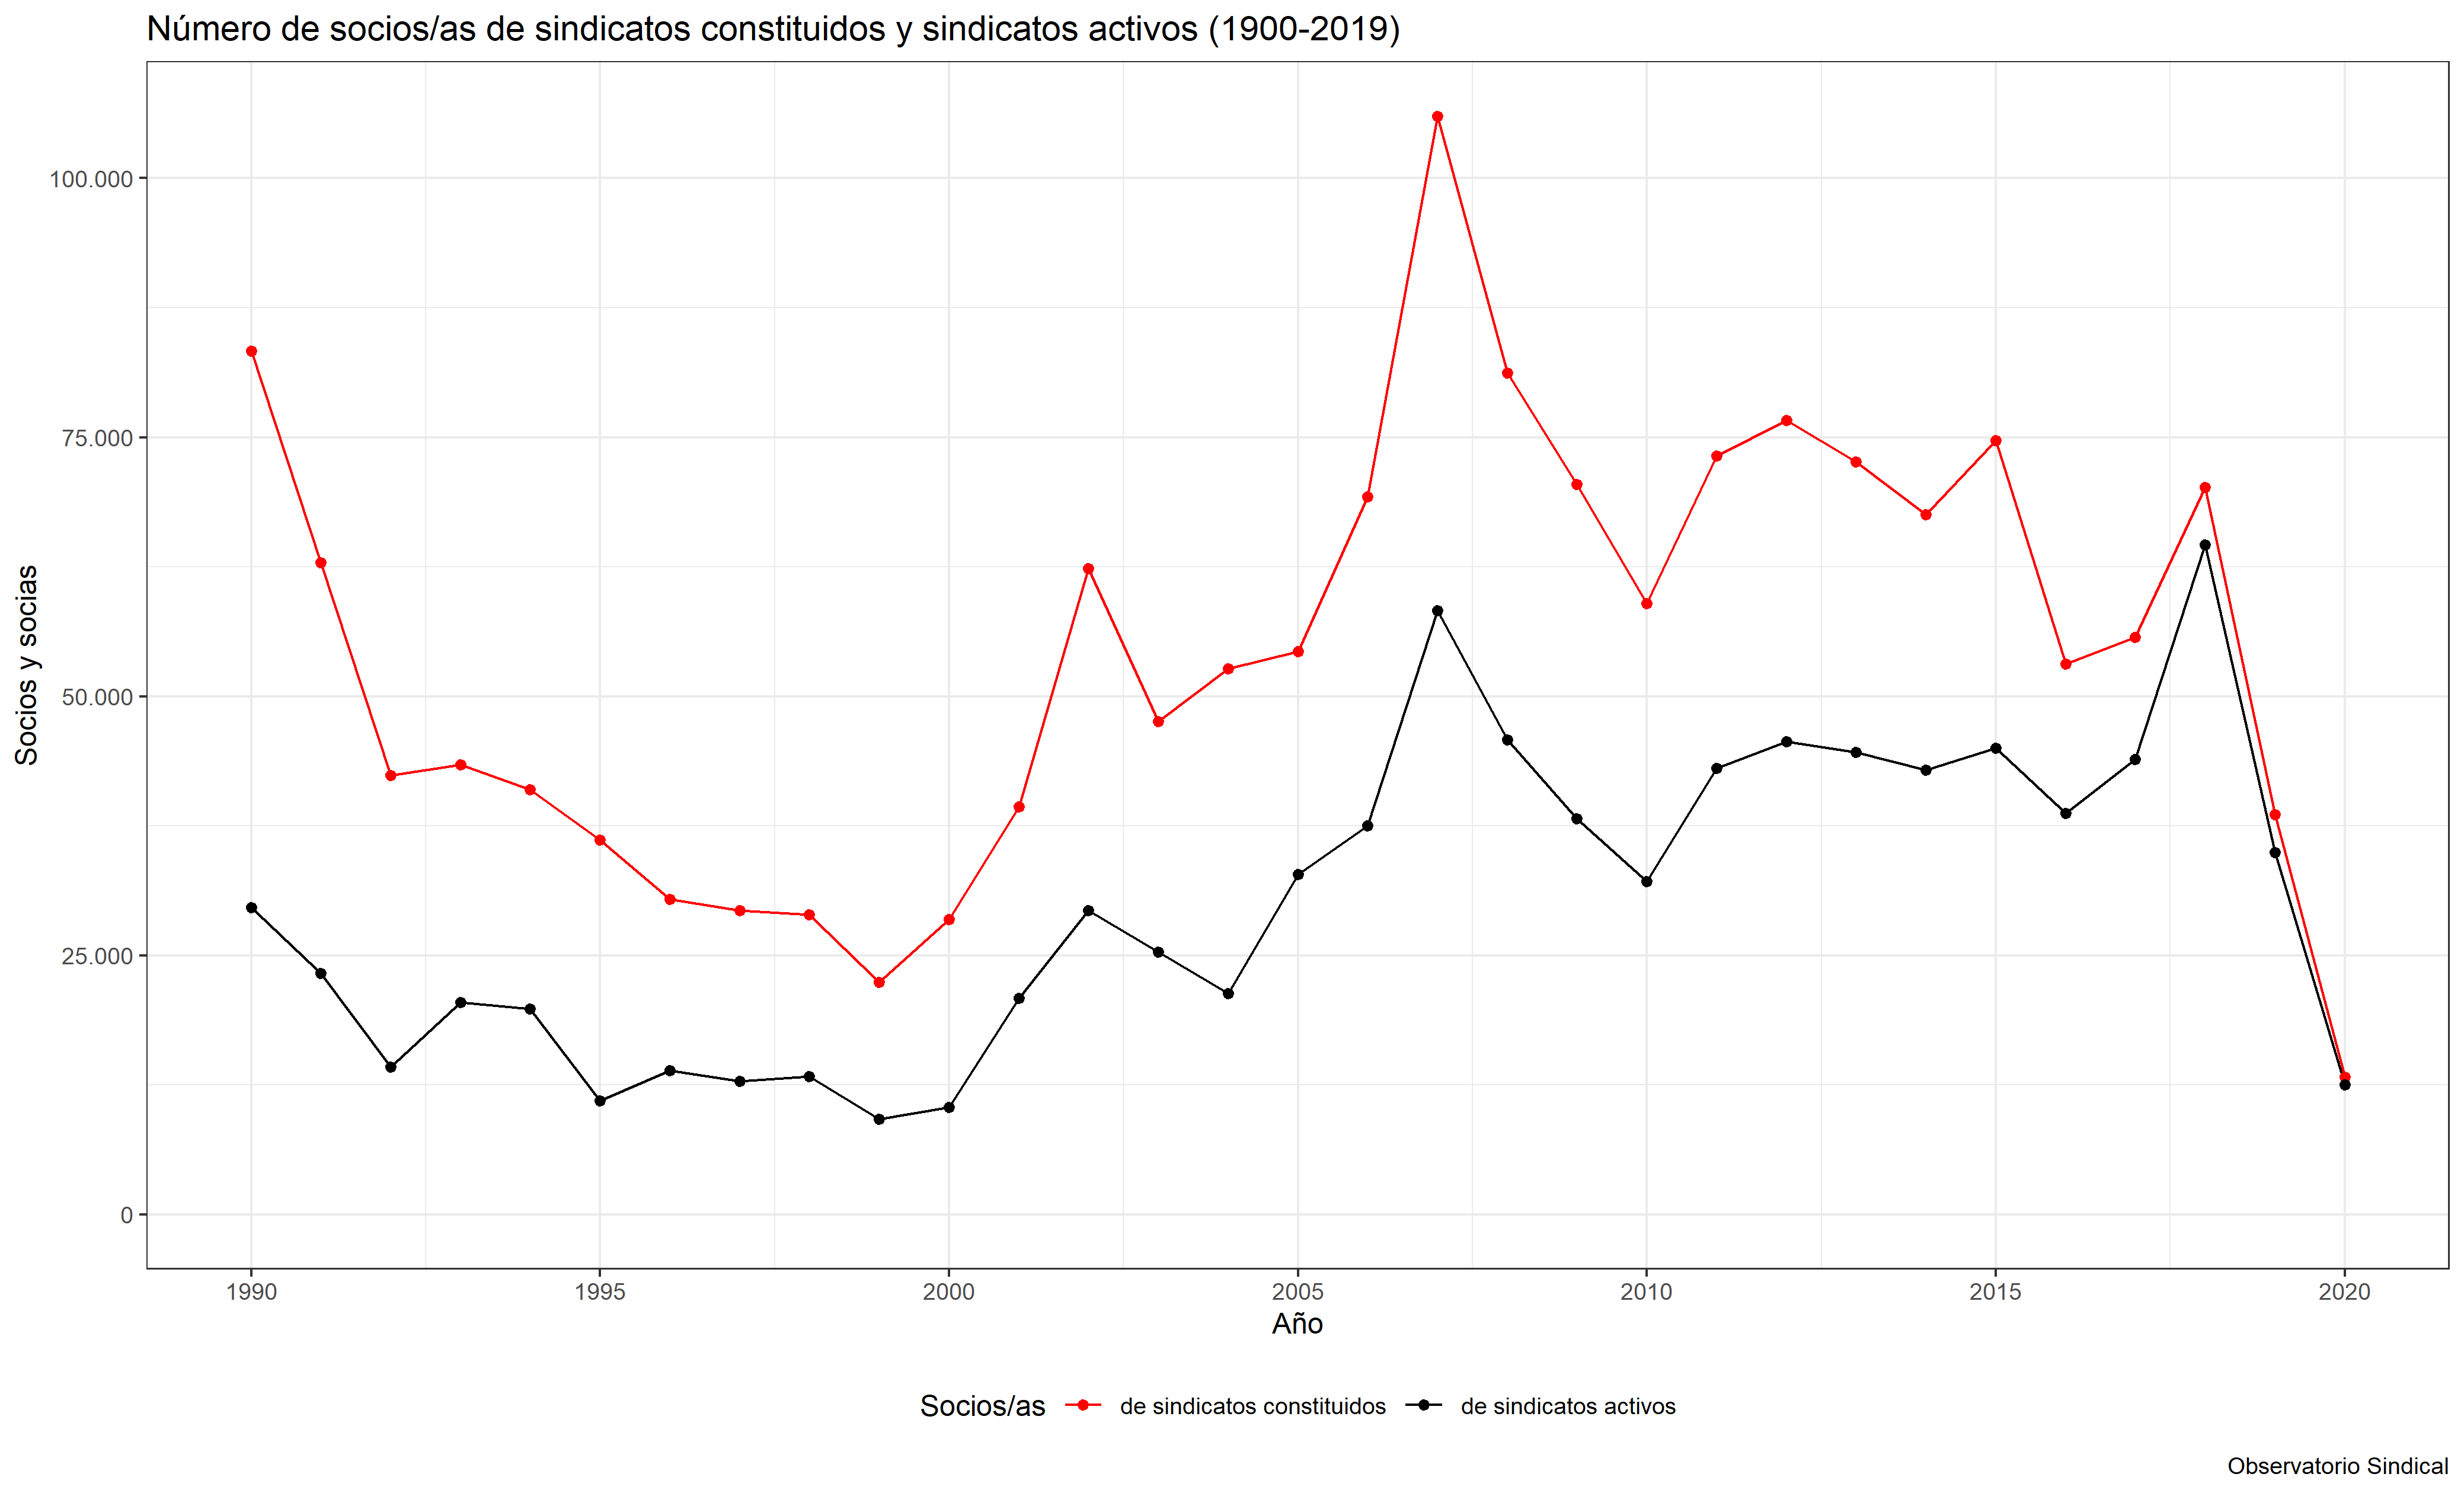 Número de socios/as de sindicatos constituidos y sindicatos activos (1900-2019)
Socios y socias
100.000
75.000
50.000
25.000
0
1990 1995 2000 2005 2010 2015 2020
Año
Socios/as de sindicatos constituidos de sindicatos activos
Observatorio Sindical